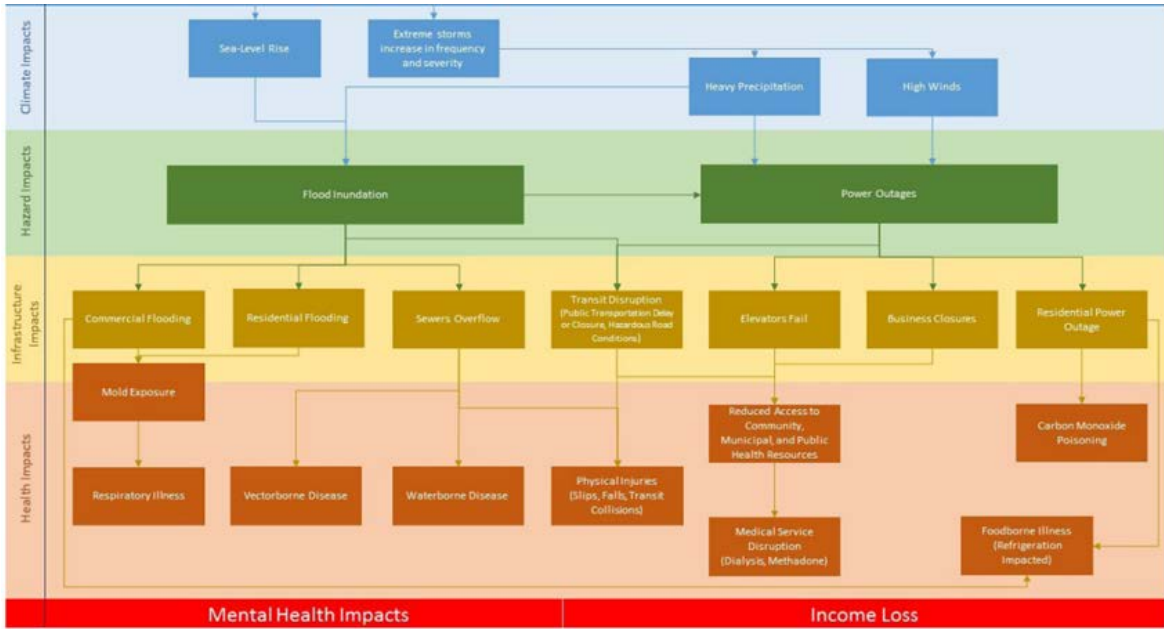 Climate Impacts
Sea-Level Rise
Extreme storms
increase in frequency
and severity
Heavy Precipitation
High Winds
Hazard Impacts
Flood Inundation
Power Outages
Infrastructure
Impacts
Commercial Flooding
Residential Flooding
Sewers Overflow
Transit Disruption
(Public Transportation Delay
or Closure, Hazardous Road
Conditions)
Elevators Fail
Business Closures
Residential Power
Outage
Health Impacts
Mold Exposure
Reduced Access to
Community,
Municipal, and Public
Health Resources
Carbon Monoxide
Poisoning
Respiratory Illness
Vectorborne Disease
Waterborne Disease
Physical Injuries
(Slips, Falls, Transit
Collisions)
Medical Service
Disruption
(Dialysis, Methadone)
Foodborne Illness
(Refrigeration
Impacted)
Mental Health Impacts
Income Loss